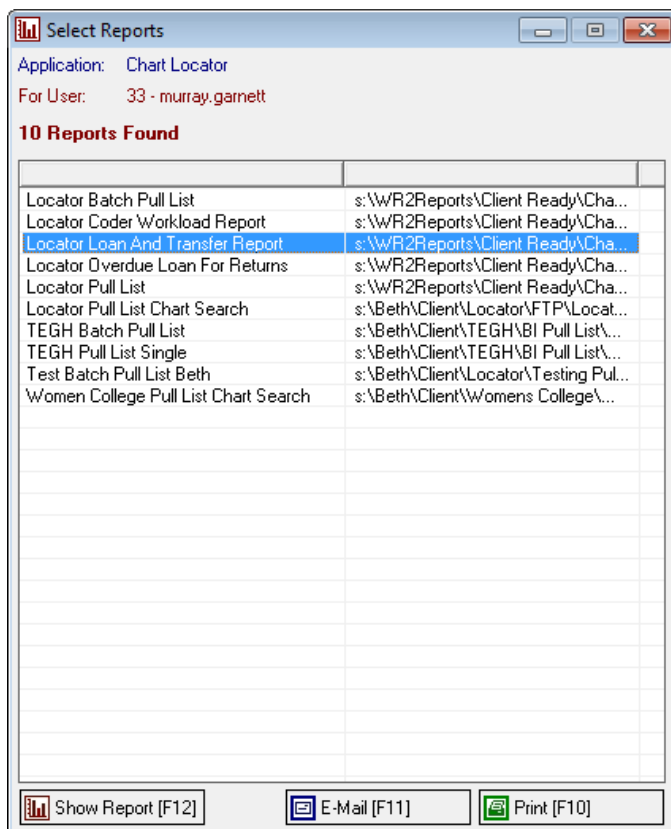 Select Reports
Application: Chart Locator
For User: 33 - murray.garnett
10 Reports Found
Locator Batch Pull List s:\WR2Reports\Client Ready\Cha...
Locator Coder Workload Report s:\WR2Reports\Client Ready\Cha...
Locator Loan And Transfer Report s:\WR2Reports\Client Ready\Cha...
Locator Overdue Loan For Returns s:\WR2Reports\Client Ready\Cha...
Locator Pull List s:\WR2Reports\Client Ready\Cha...
Locator Pull List Chart Search s:\Beth\Client\Locator\FTP\Locat...
TEGH Batch Pull List s:\Beth\Client\TEGH\BI Pull List\...
TEGH Pull List Single s:\Beth\Client\TEGH\BI Pull List\...
Test Batch Pull List Beth s:\Beth\Client\Locator\Testing Pul...
Women College Pull List Chart Search s:\Beth\Client\Womens College\...
Show Report [F12] E-Mail [F11] Print [F10]